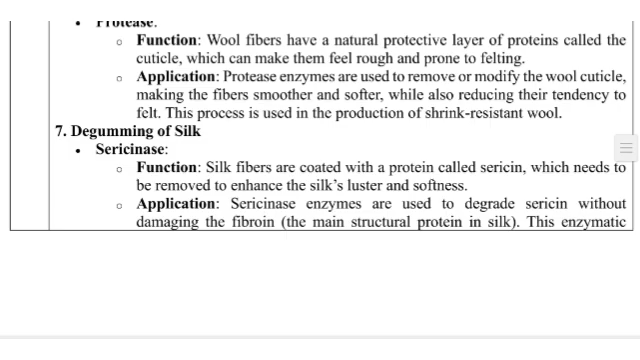 • Protease:
o Function: Wool fibers have a natural protective layer of proteins called the
cuticle, which can make them feel rough and prone to felting.
o Application: Protease enzymes are used to remove or modify the wool cuticle,
making the fibers smoother and softer, while also reducing their tendency to
felt. This process is used in the production of shrink-resistant wool.
7. Degumming of Silk
• Sericinase:
o Function: Silk fibers are coated with a protein called sericin, which needs to
be removed to enhance the silk’s luster and softness.
o Application: Sericinase enzymes are used to degrade sericin without
damaging the fibroin (the main structural protein in silk). This enzymatic